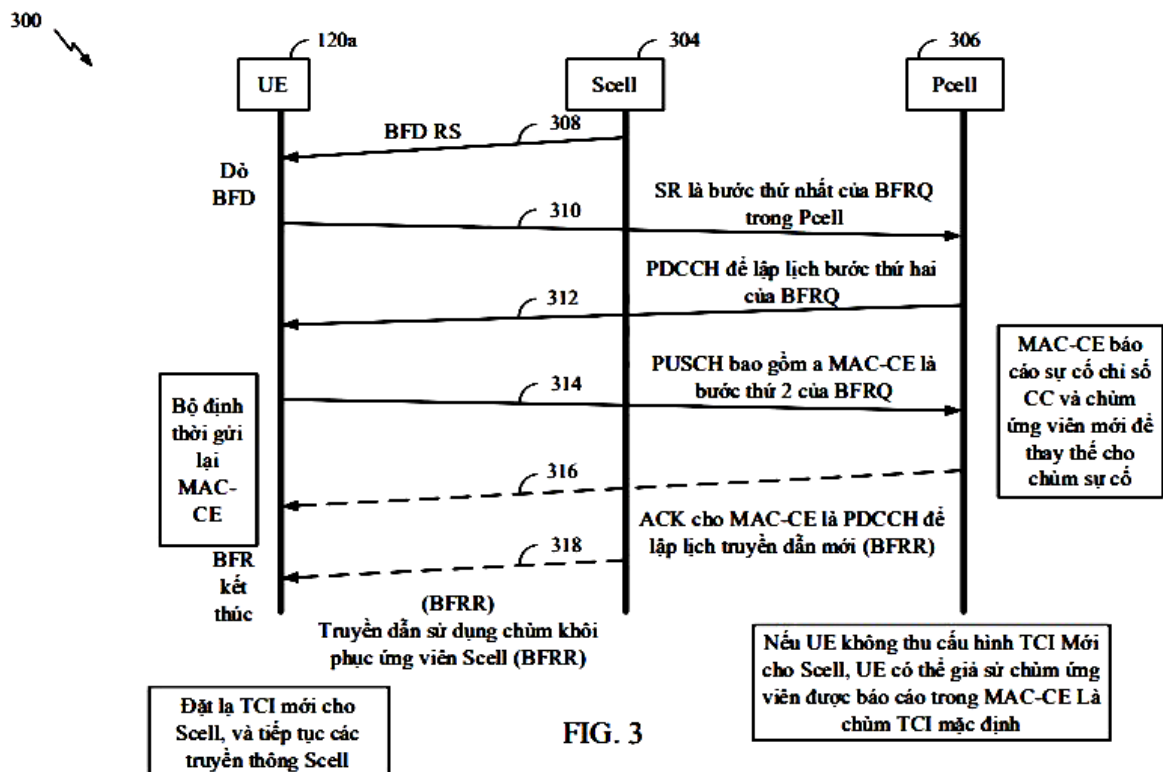 300
120a
304
306
UE
Scell
Pcell
BFD RS
308
Dò
BFD
310
SR là bước thứ nhất của BFRQ
trong Pcell
312
PDCCH để lập lịch bước thứ hai
của BFRQ
314
PUSCH bao gồm a MAC-CE là
bước thứ 2 của BFRQ
MAC-CE báo
cáo sự cố chỉ số
CC và chùm
ứng viên mới để
thay thế cho
chùm sự cố
Bộ định
thời gửi
lại
MAC-
CE
316
ACK cho MAC-CE là PDCCH để
lập lịch truyền dẫn mới (BFRR)
BFR
kết
thúc
318
(BFRR)
Truyền dẫn sử dụng chùm khôi
phục ứng viên Scell (BFRR)
Nếu UE không thu cấu hình TCI Mới
cho Scell, UE có thể giả sử chùm ứng
viên được báo cáo trong MAC-CE Là
chùm TCI mặc định
Đặt lạ TCI mới cho
Scell, và tiếp tục các
truyền thông Scell
FIG. 3